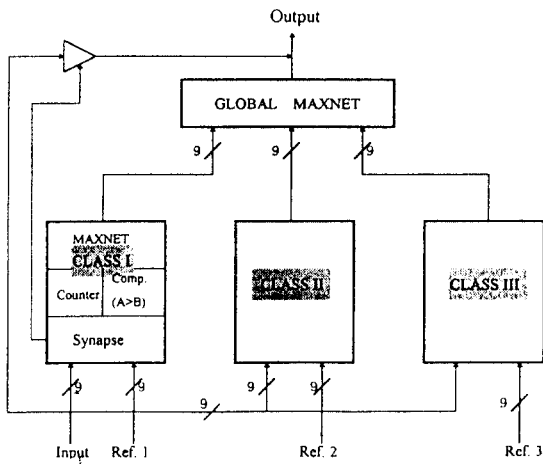 Output
GLOBAL MAXNET
9 9 9
MAXNET
CLASS I
CLASS II
CLASS III
Counter
Comp.
(A>B)
Synapse
9 9 9 9 9 9
Input Ref. 1 Ref. 2 Ref. 3